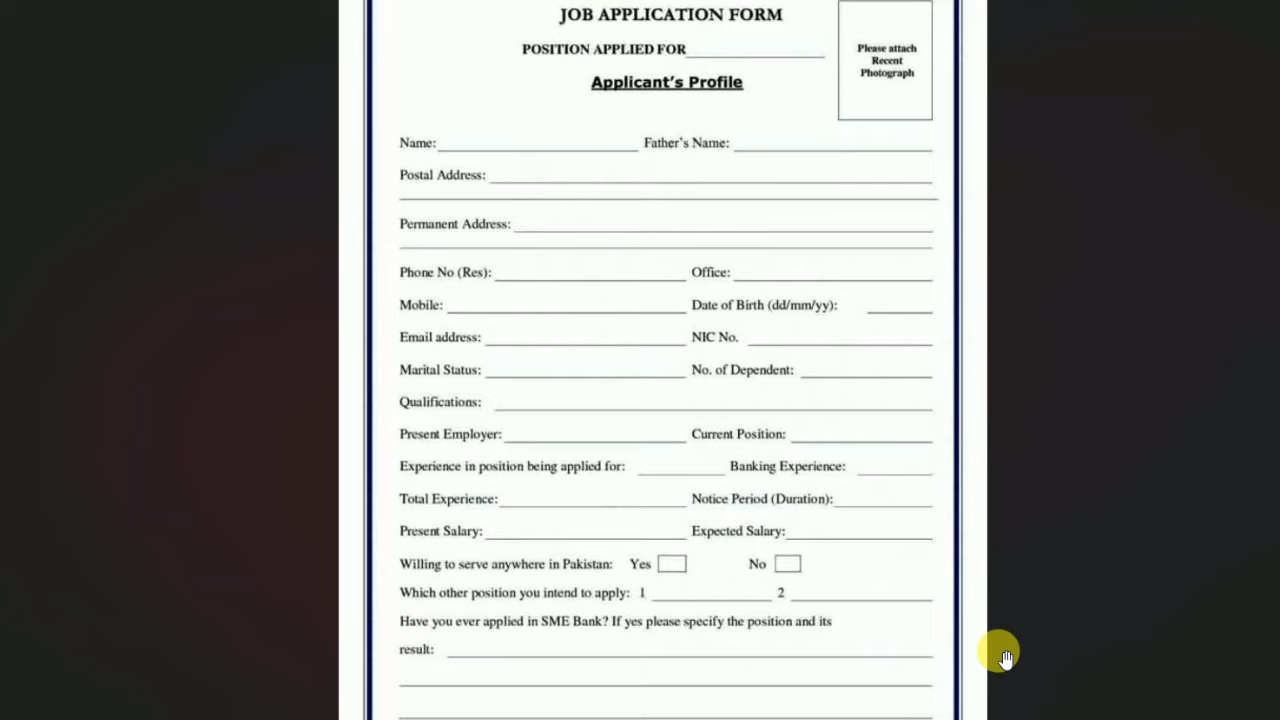 JOB APPLICATION FORM
POSITION APPLIED FOR
Please attach
Recent
Photograph
Applicant's Profile
Name: Father's Name:
Postal Address:
Permanent Address:
Phone No (Res): Office:
Mobile: Date of Birth (dd/mm/yy):
Email address: NIC No.
Marital Status: No. of Dependent:
Qualifications:
Present Employer: Current Position:
Experience in position being applied for: Banking Experience:
Total Experience: Notice Period (Duration):
Present Salary: Expected Salary:
Willing to serve anywhere in Pakistan: Yes No
Which other position you intend to apply: 1 2
Have you ever applied in SME Bank? If yes please specify the position and its
result: